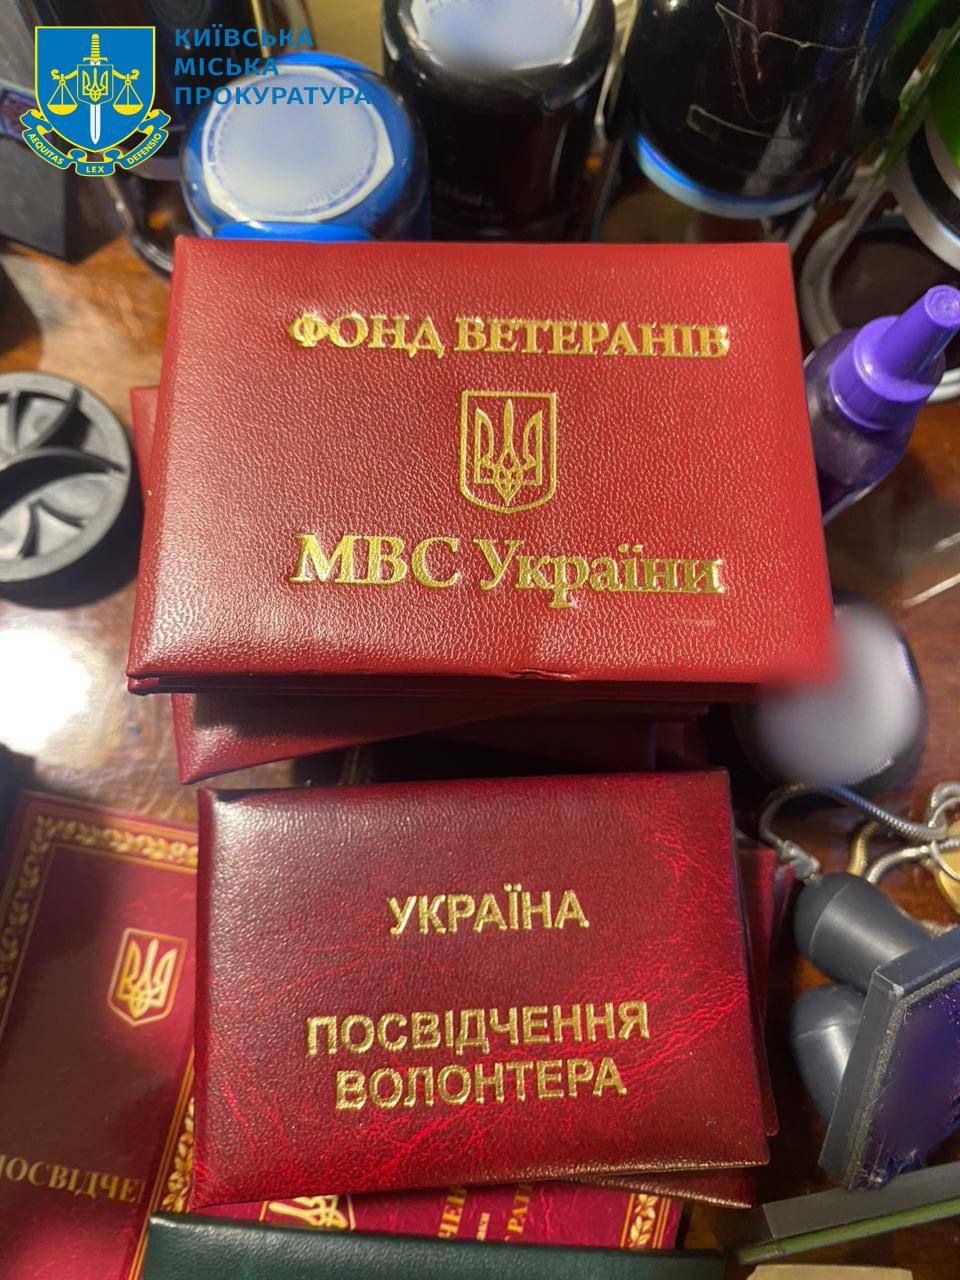 КИЇВСЬКА
МІСЬКА
ПРОКУРАТУРА
AEQUITAS LEX DEFENSIO
ФОНД ВЕТЕРАНІВ
МВС України
УКРАЇНА
ПОСВІДЧЕННЯ
ВОЛОНТЕРА